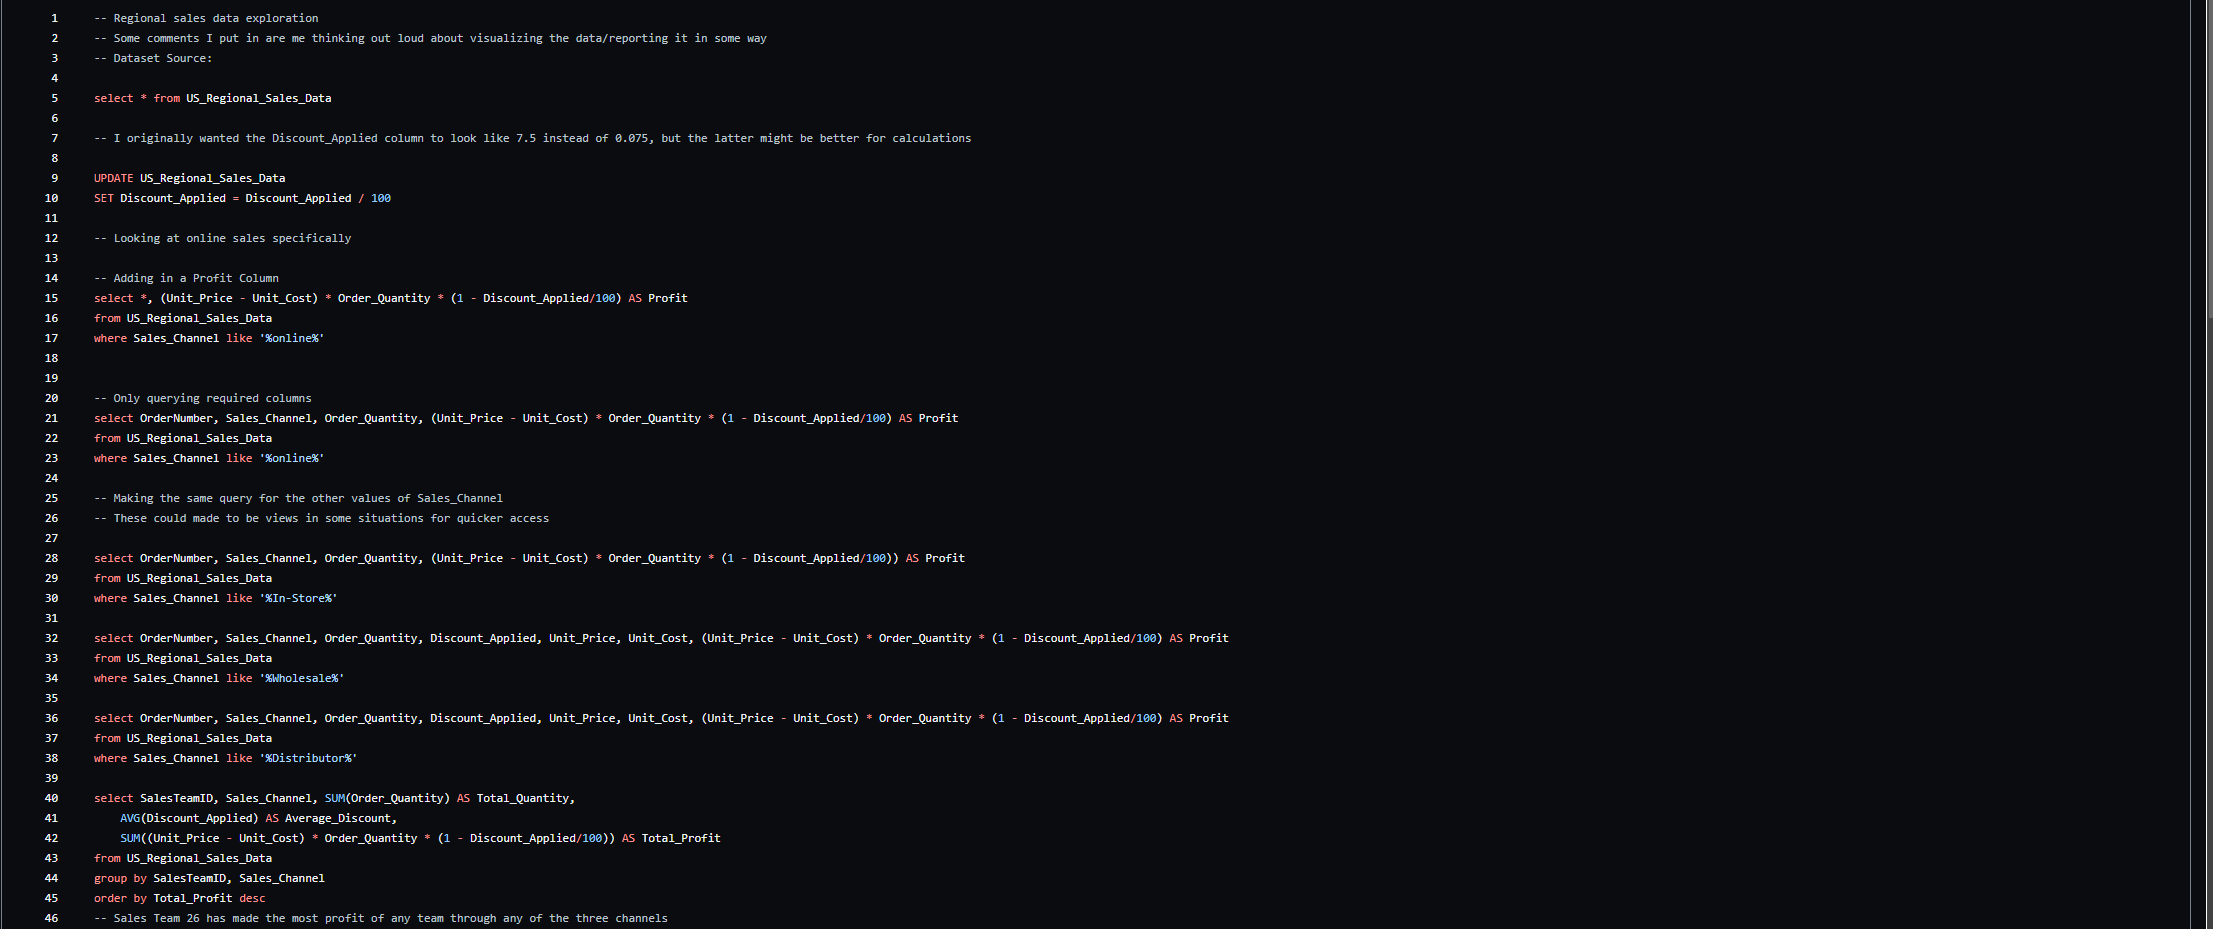 1 -- Regional sales data exploration
2 -- Some comments I put in are me thinking out loud about visualizing the data/reporting it in some way
3 -- Dataset Source:
4
5 select * from US_Regional_Sales_Data
6
7 -- I originally wanted the Discount_Applied column to look like 7.5 instead of 0.075, but the latter might be better for calculations
8
9 UPDATE US_Regional_Sales_Data
10 SET Discount_Applied = Discount_Applied / 100
11
12 -- Looking at online sales specifically
13
14 -- Adding in a Profit Column
15 select *, (Unit_Price - Unit_Cost) * Order_Quantity * (1 - Discount_Applied/100) AS Profit
16 from US_Regional_Sales_Data
17 where Sales_Channel like '%online%'
18
19
20 -- Only querying required columns
21 select OrderNumber, Sales_Channel, Order_Quantity, (Unit_Price - Unit_Cost) * Order_Quantity * (1 - Discount_Applied/100) AS Profit
22 from US_Regional_Sales_Data
23 where Sales_Channel like '%online%'
24
25 -- Making the same query for the other values of Sales_Channel
26 -- These could made to be views in some situations for quicker access
27
28 select OrderNumber, Sales_Channel, Order_Quantity, (Unit_Price - Unit_Cost) * Order_Quantity * (1 - Discount_Applied/100)) AS Profit
29 from US_Regional_Sales_Data
30 where Sales_Channel like '%In-Store%'
31
32 select OrderNumber, Sales_Channel, Order_Quantity, Discount_Applied, Unit_Price, Unit_Cost, (Unit_Price - Unit_Cost) * Order_Quantity * (1 - Discount_Applied/100) AS Profit
33 from US_Regional_Sales_Data
34 where Sales_Channel like '%Wholesale%'
35
36 select OrderNumber, Sales_Channel, Order_Quantity, Discount_Applied, Unit_Price, Unit_Cost, (Unit_Price - Unit_Cost) * Order_Quantity * (1 - Discount_Applied/100) AS Profit
37 from US_Regional_Sales_Data
38 where Sales_Channel like '%Distributor%'
39
40 select SalesTeamID, Sales_Channel, SUM(Order_Quantity) AS Total_Quantity,
41 AVG(Discount_Applied) AS Average_Discount,
42 SUM((Unit_Price - Unit_Cost) * Order_Quantity * (1 - Discount_Applied/100)) AS Total_Profit
43 from US_Regional_Sales_Data
44 group by SalesTeamID, Sales_Channel
45 order by Total_Profit desc
46 -- Sales Team 26 has made the most profit of any team through any of the three channels